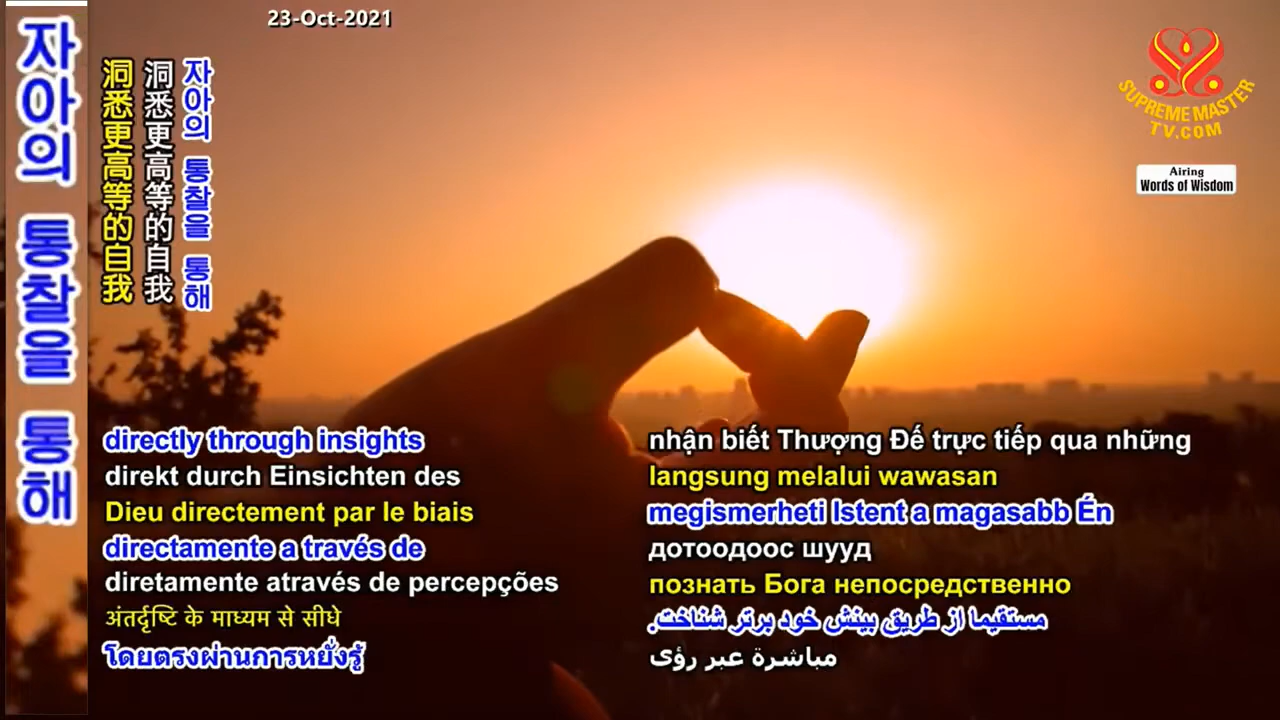 23-Oct-2021
자아의 통찰을 통해
洞悉更高等的自我
洞悉更高等的自我
자아의 통찰을 통해
SUPREME MASTER
TV.COM
Airing
Words of Wisdom
directly through insights
direkt durch Einsichten des
Dieu directement par le biais
directamente a través de
diretamente através de percepções
अंतर्दृष्टि के माध्यम से सीधे
โดยตรงผ่านการหยั่งรู้
nhận biết Thượng Đế trực tiếp qua những
langsung melalui wawasan
megismerheti Istent a magasabb Én
дотоодоос шууд
познать Бога непосредственно
مستقیما از طریق بینش خود برتر شناخت.
مباشرة عبر رؤى